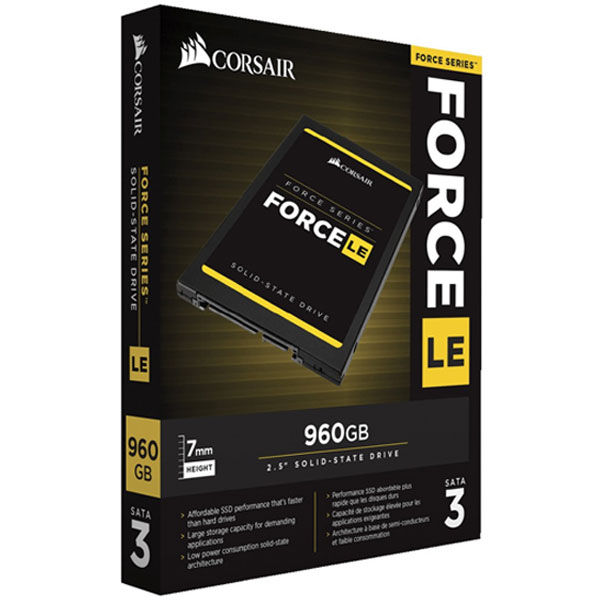 CORSAIR
FORCE SERIES™
SOLID-STATE DRIVE
LE
960
GB
SATA
3
CORSAIR
FORCE SERIES™
FORCE
LE
CORSAIR
FORCE SERIES™
FORCE LE
SOLID-STATE DRIVE
7mm
HEIGHT
960GB
2.5" SOLID-STATE DRIVE
• Affordable SSD performance that's faster
than hard drives
• Large storage capacity for demanding
applications
• Low power consumption solid-state
architecture
• Performance SSD abordable plus
rapide que les disques durs
• Capacité de stockage élevée pour les
applications exigeantes
• Architecture à base de semi-conducteurs
et faible consommation
SATA
3